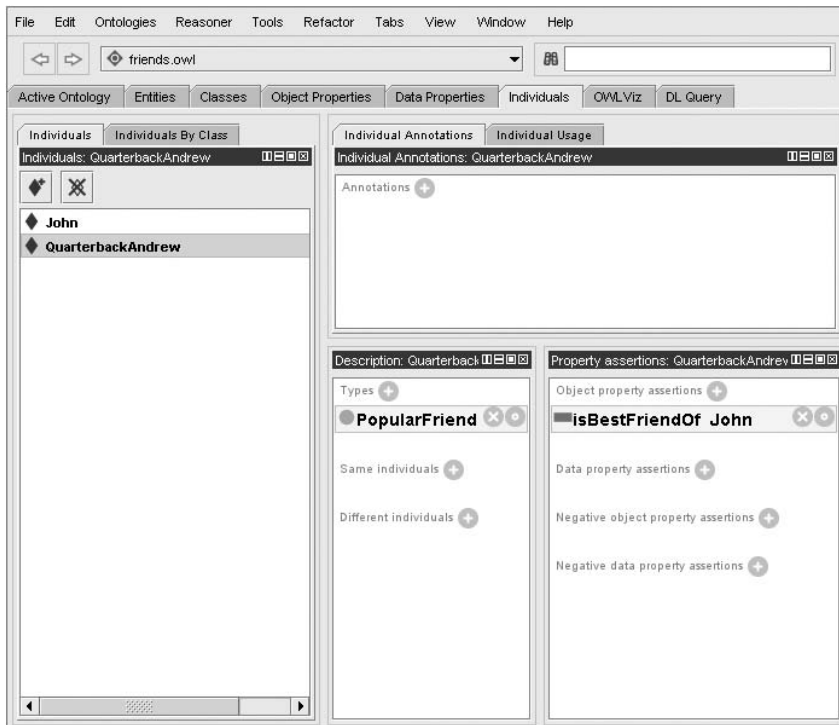 File Edit Ontologies Reasoner Tools Refactor Tabs View Window Help
friends.owl
Active Ontology Entities Classes Object Properties Data Properties Individuals OWLViz DL Query
Individuals Individuals By Class
Individuals: QuarterbackAndrew
John
QuarterbackAndrew
Individual Annotations Individual Usage
Individual Annotations: QuarterbackAndrew
Annotations
Description: Quarterback
Types
PopularFriend
Same individuals
Different individuals
Property assertions: QuarterbackAndrew
Object property assertions
isBestFriendOf John
Data property assertions
Negative object property assertions
Negative data property assertions